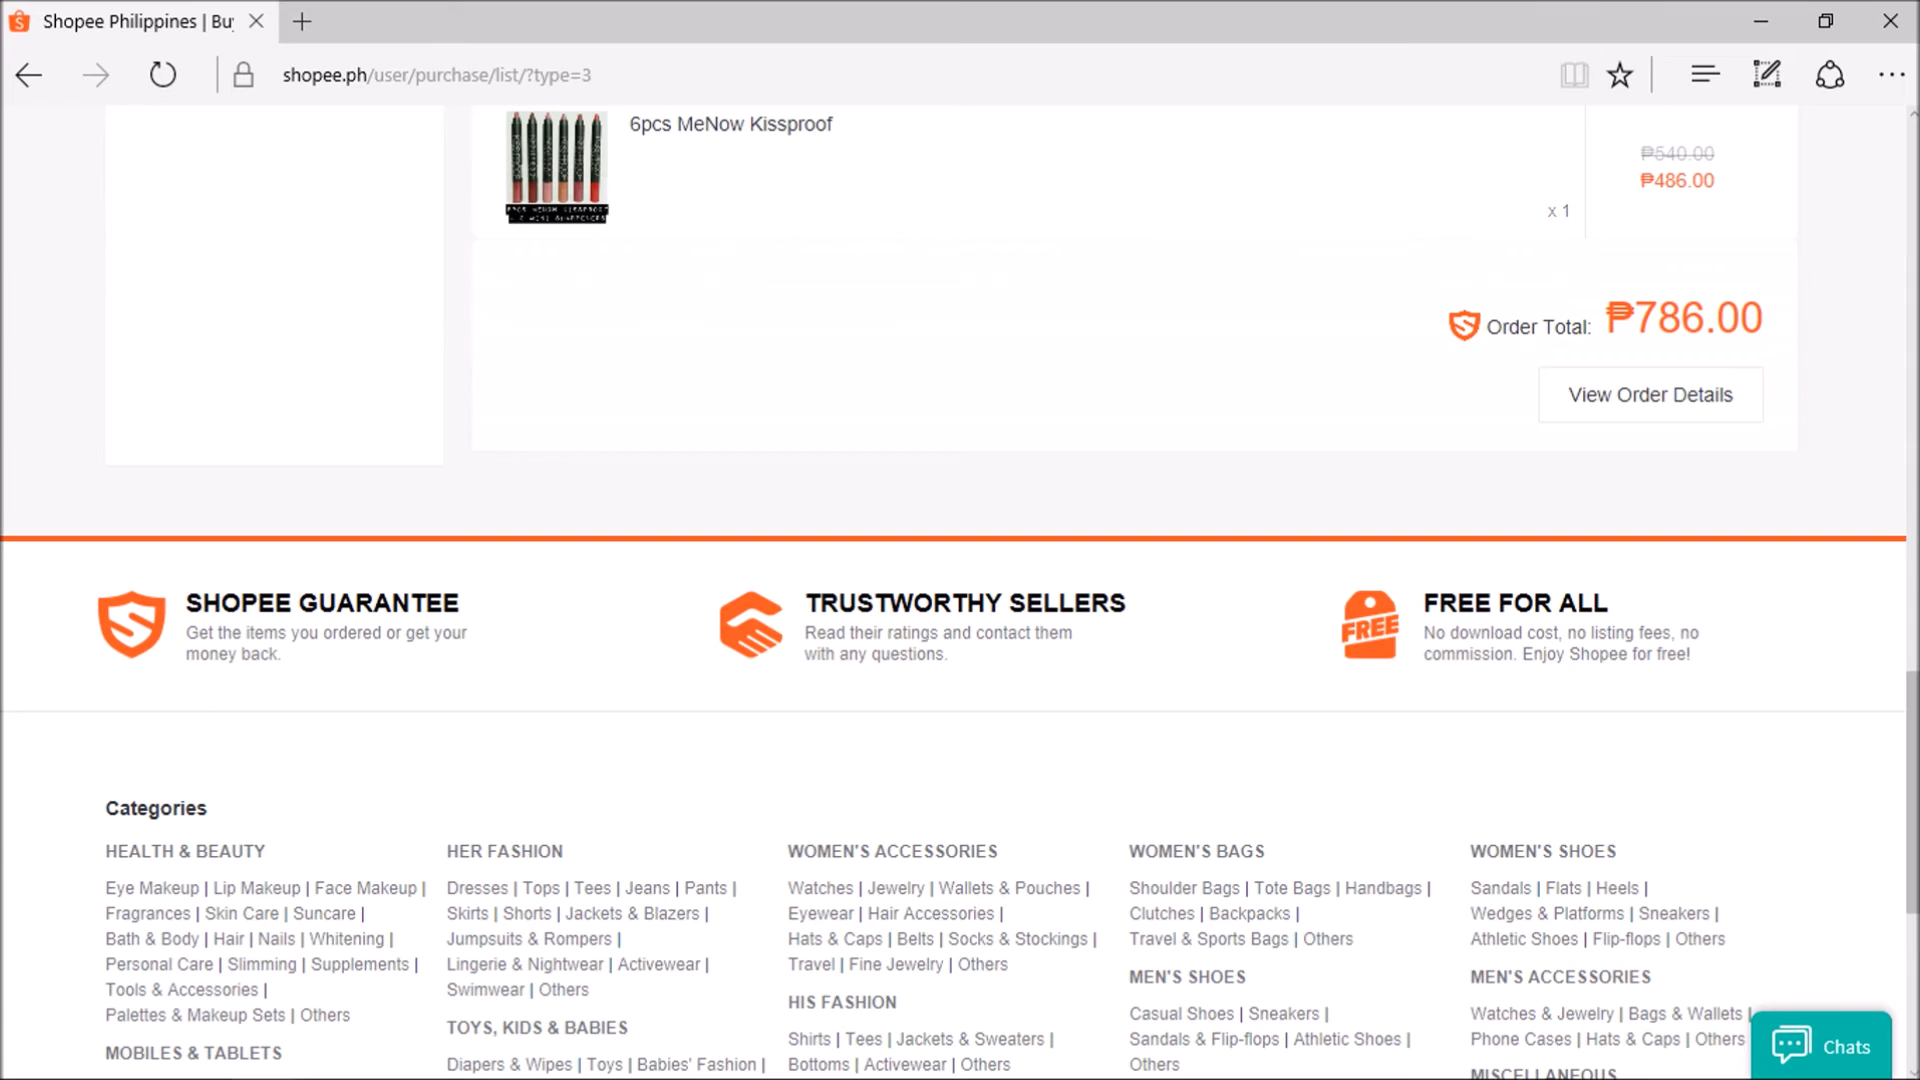 Shopee Philippines | Bu
shopee.ph/user/purchase/list/?type=3
6pcs MeNow Kissproof
₱540.00
₱486.00
x 1
Order Total: ₱786.00
View Order Details
SHOPEE GUARANTEE
Get the items you ordered or get your
money back.
TRUSTWORTHY SELLERS
Read their ratings and contact them
with any questions.
FREE
FREE FOR ALL
No download cost, no listing fees, no
commission. Enjoy Shopee for free!
Categories
HEALTH & BEAUTY
Eye Makeup | Lip Makeup | Face Makeup |
Fragrances | Skin Care | Suncare |
Bath & Body | Hair | Nails | Whitening |
Personal Care | Slimming | Supplements |
Tools & Accessories |
Palettes & Makeup Sets | Others
MOBILES & TABLETS
HER FASHION
Dresses | Tops | Tees | Jeans | Pants |
Skirts | Shorts | Jackets & Blazers |
Jumpsuits & Rompers |
Lingerie & Nightwear | Activewear |
Swimwear | Others
TOYS, KIDS & BABIES
Diapers & Wipes | Toys | Babies' Fashion |
WOMEN'S ACCESSORIES
Watches | Jewelry | Wallets & Pouches |
Eyewear | Hair Accessories |
Hats & Caps | Belts | Socks & Stockings |
Travel | Fine Jewelry | Others
HIS FASHION
Shirts | Tees | Jackets & Sweaters |
Bottoms | Activewear | Others
WOMEN'S BAGS
Shoulder Bags | Tote Bags | Handbags |
Clutches | Backpacks |
Travel & Sports Bags | Others
MEN'S SHOES
Casual Shoes | Sneakers |
Sandals & Flip-flops | Athletic Shoes |
Others
WOMEN'S SHOES
Sandals | Flats | Heels |
Wedges & Platforms | Sneakers |
Athletic Shoes | Flip-flops | Others
MEN'S ACCESSORIES
Watches & Jewelry | Bags & Wallets |
Phone Cases | Hats & Caps | Others
MISCELLANEOUS
Chats